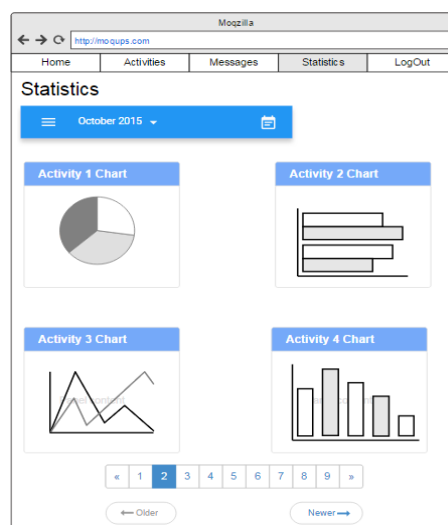 Moqzilla
http://moqups.com
Home Activities Messages Statistics LogOut
Statistics
October 2015
Activity 1 Chart Activity 2 Chart
Activity 3 Chart Activity 4 Chart
« 1 2 3 4 5 6 7 8 9 »
Older Newer